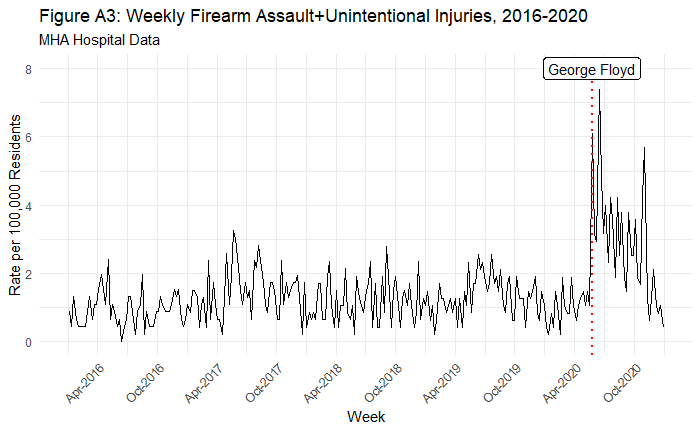 Figure A3: Weekly Firearm Assault+Unintentional Injuries, 2016-2020
MHA Hospital Data
George Floyd
Rate per 100,000 Residents
8
6
4
2
0
Apr-2016
Oct-2016
Apr-2017
Oct-2017
Apr-2018
Oct-2018
Apr-2019
Oct-2019
Apr-2020
Oct-2020
Week